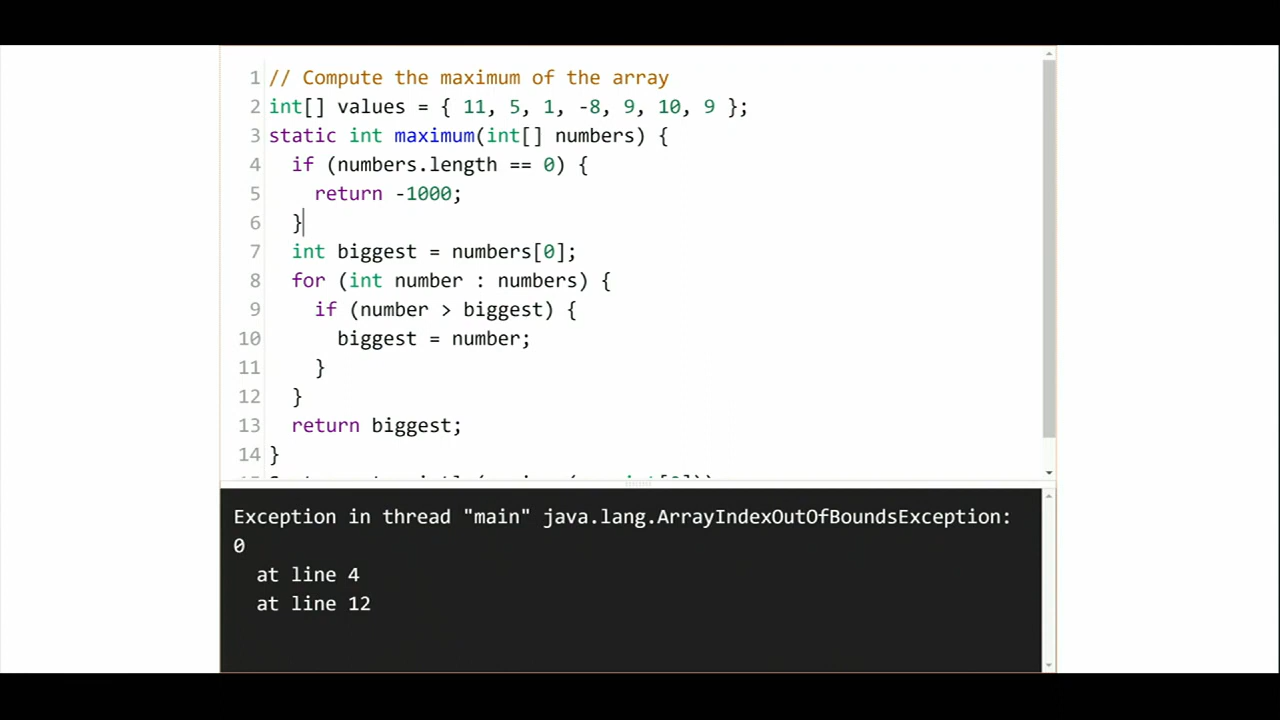 1 // Compute the maximum of the array
2 int[] values = { 11, 5, 1, -8, 9, 10, 9 };
3 static int maximum(int[] numbers) {
4   if (numbers.length == 0) {
5     return -1000;
6   }
7   int biggest = numbers[0];
8   for (int number : numbers) {
9     if (number > biggest) {
10       biggest = number;
11     }
12   }
13   return biggest;
14 }
Exception in thread "main" java.lang.ArrayIndexOutOfBoundsException:
0
  at line 4
  at line 12